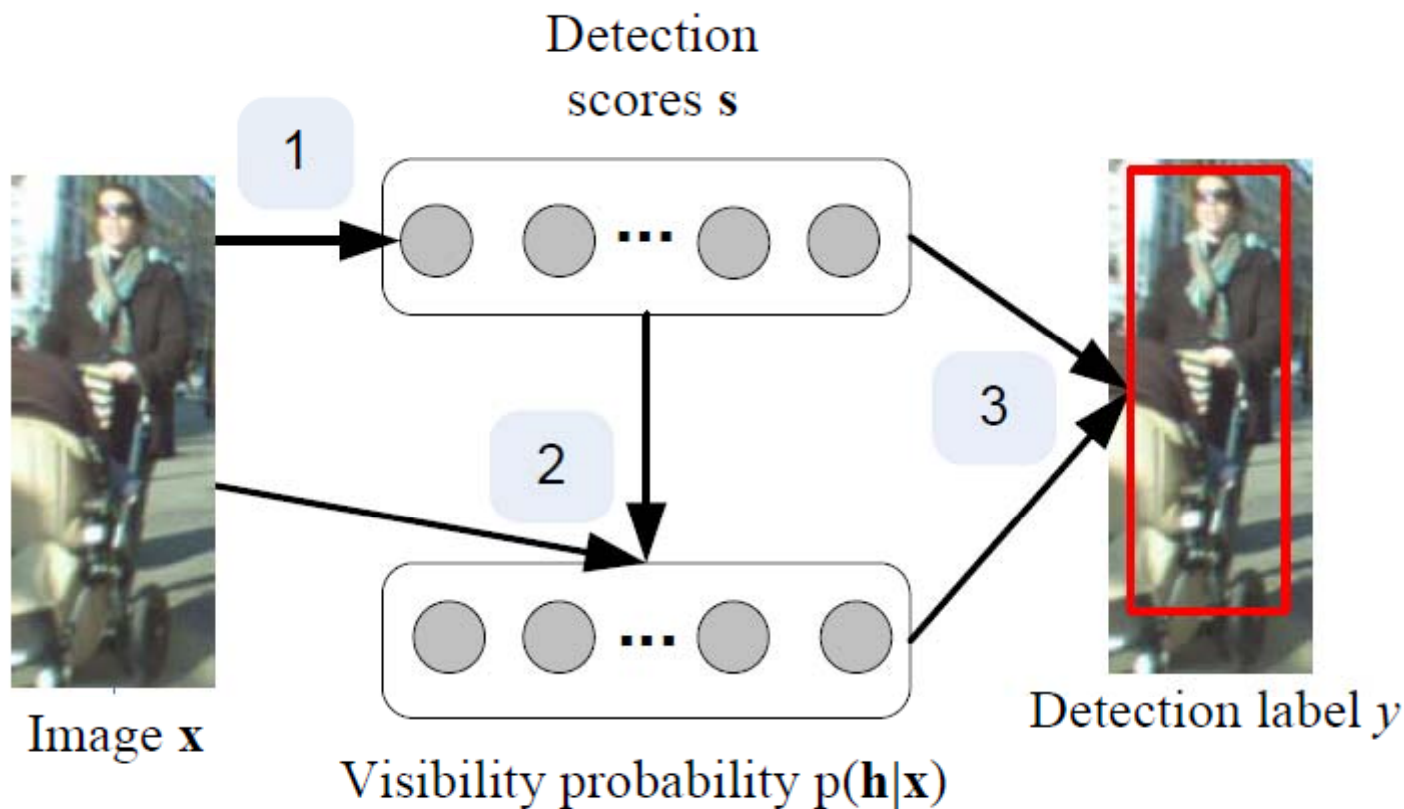 Detection
scores s
1
2
3
Image x
Visibility probability p(h|x)
Detection label y